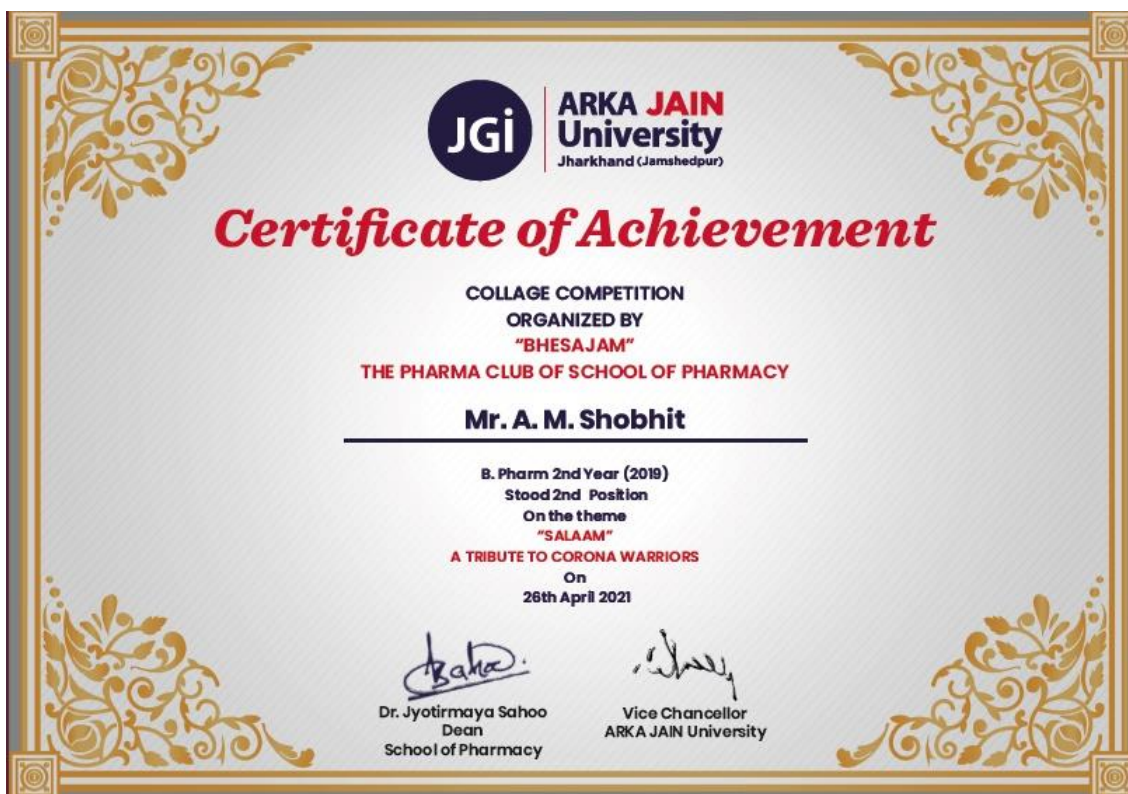 JGi
ARKA JAIN
University
Jharkhand (Jamshedpur)
Certificate of Achievement
COLLAGE COMPETITION
ORGANIZED BY
"BHESAJAM"
THE PHARMA CLUB OF SCHOOL OF PHARMACY
Mr. A. M. Shobhit
B. Pharm 2nd Year (2019)
Stood 2nd Position
On the theme
"SALAAM"
A TRIBUTE TO CORONA WARRIORS
On
26th April 2021
Dr. Jyotirmaya Sahoo
Dean
School of Pharmacy
Vice Chancellor
ARKA JAIN University